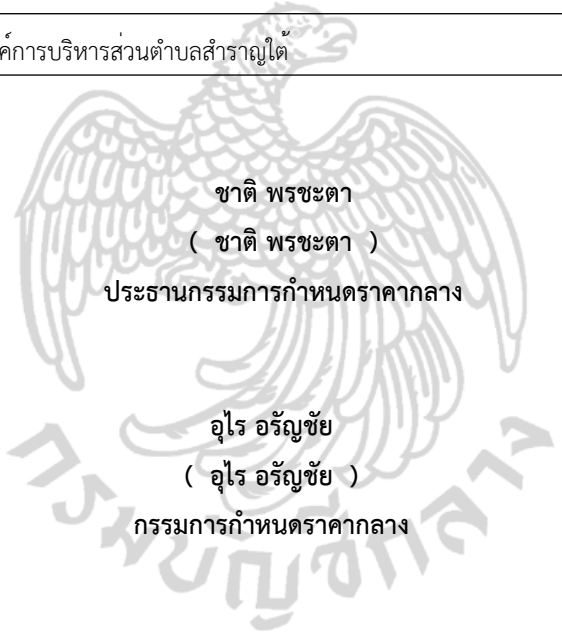 ค์การบริหารส่วนตำบลสำราญใต้
ชาติ พรชะตา
( ชาติ พรชะตา )
ประธานกรรมการกำหนดราคากลาง
อุไร อรัญชัย
( อุไร อรัญชัย )
กรรมการกำหนดราคากลาง
กรมบัญชีกลาง